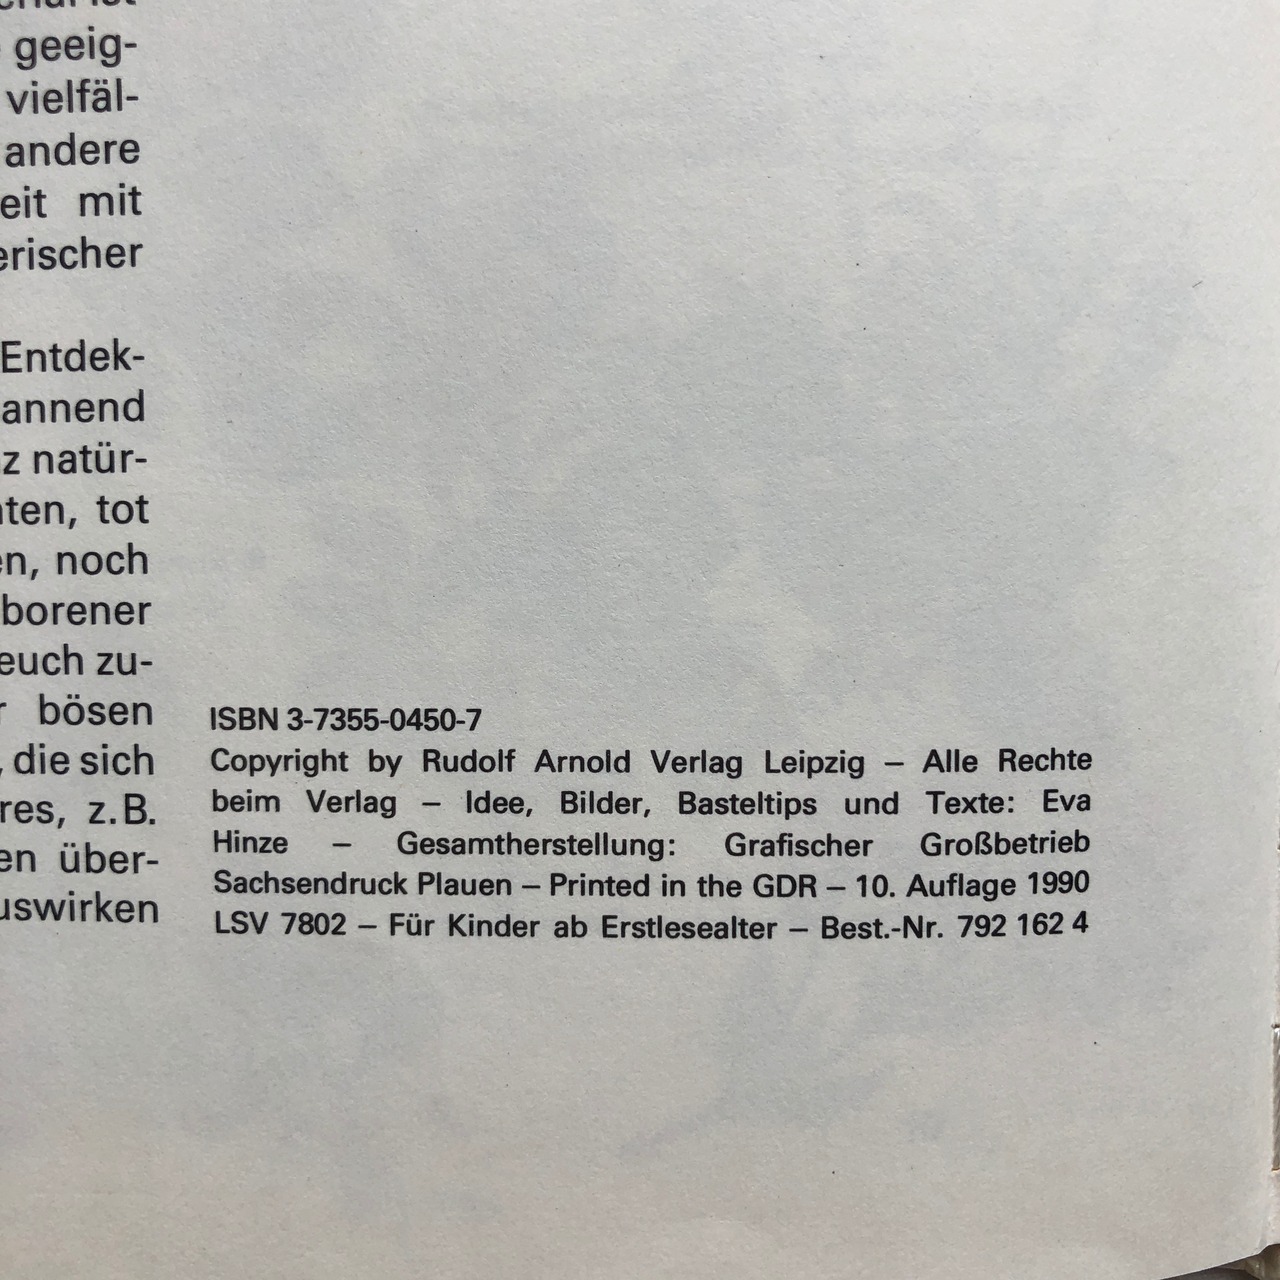 geeig-
vielfäl-
andere
eit mit
erischer
Entdek-
annend
z natür-
ten, tot
en, noch
borener
euch zu-
r bösen
, die sich
res, z.B.
en über-
uswirken
ISBN 3-7355-0450-7
Copyright by Rudolf Arnold Verlag Leipzig – Alle Rechte
beim Verlag – Idee, Bilder, Basteltips und Texte: Eva
Hinze – Gesamtherstellung: Grafischer Großbetrieb
Sachsendruck Plauen – Printed in the GDR – 10. Auflage 1990
LSV 7802 – Für Kinder ab Erstlesealter – Best.-Nr. 792 162 4